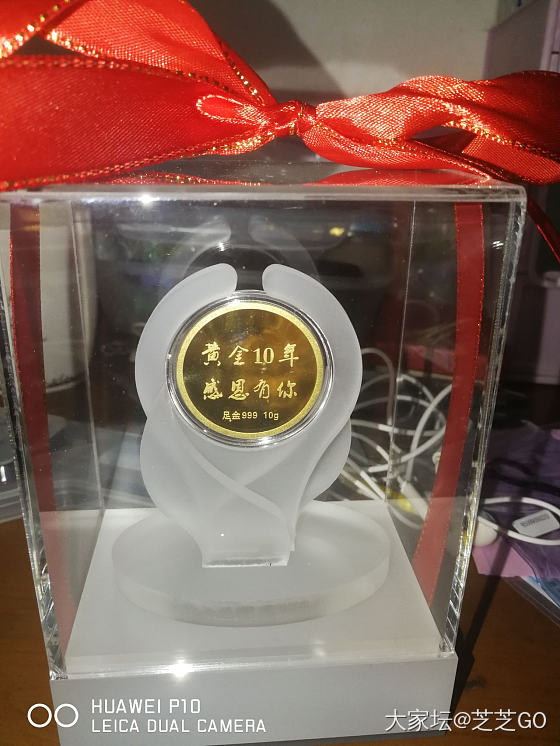 黄金10年
感恩有你
足金999 10g
HUAWEI P10
LEICA DUAL CAMERA
大家坛@芝芝GO